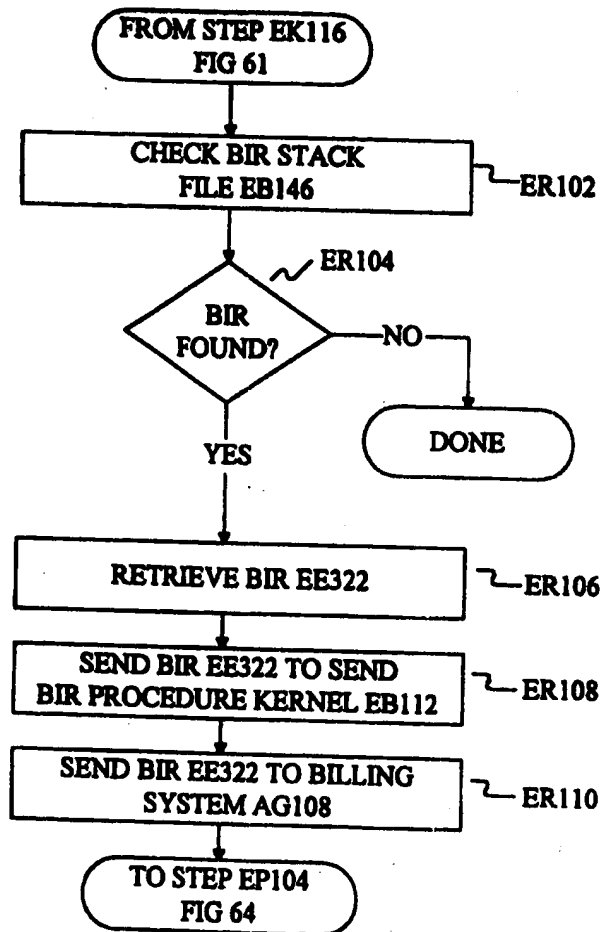 FROM STEP EK116
FIG 61
CHECK BIR STACK
FILE EB146
ER102
ER104
BIR
FOUND?
NO
DONE
YES
RETRIEVE BIR EE322
ER106
SEND BIR EE322 TO SEND
BIR PROCEDURE KERNEL EB112
ER108
SEND BIR EE322 TO BILLING
SYSTEM AG108
ER110
TO STEP EP104
FIG 64